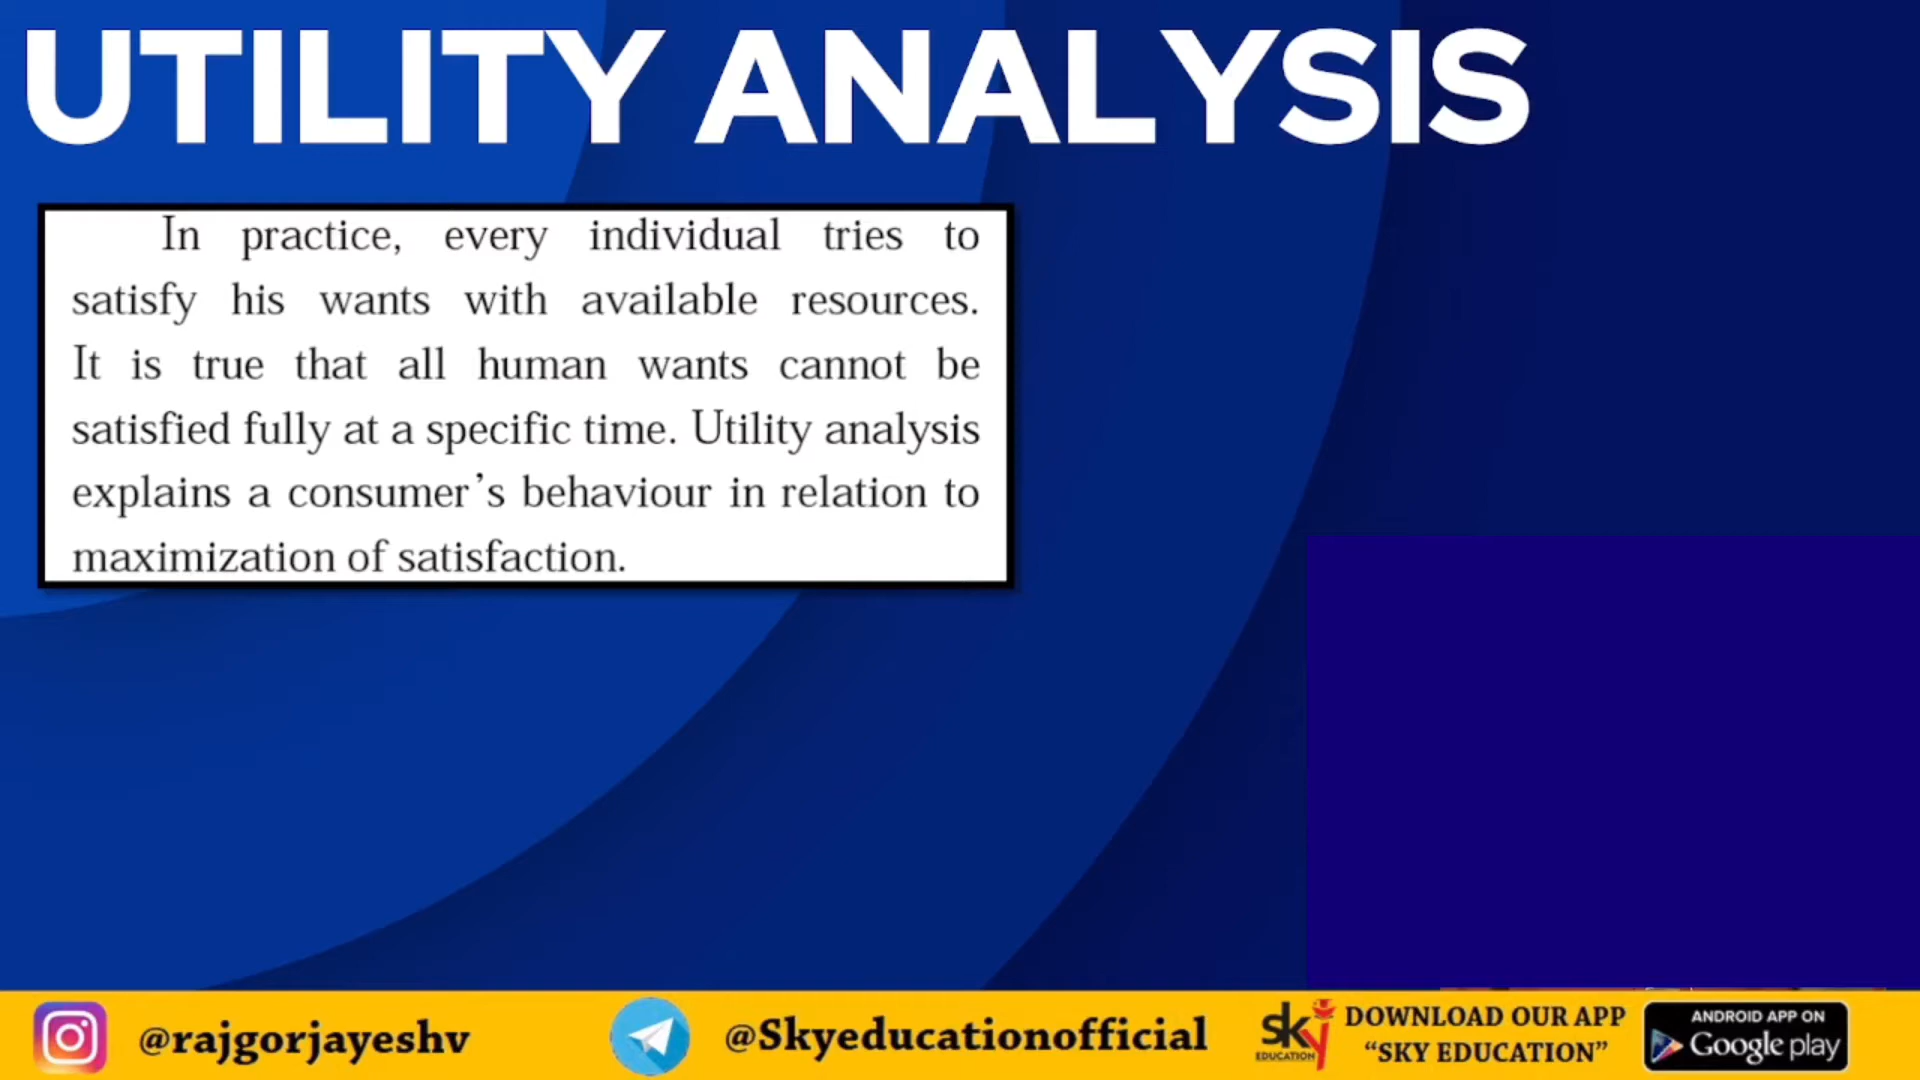 UTILITY ANALYSIS
In practice, every individual tries to
satisfy his wants with available resources.
It is true that all human wants cannot be
satisfied fully at a specific time. Utility analysis
explains a consumer’s behaviour in relation to
maximization of satisfaction.
@rajgorjayeshv
@Skyeducationofficial
sky
EDUCATION
DOWNLOAD OUR APP
“SKY EDUCATION”
ANDROID APP ON
Google play